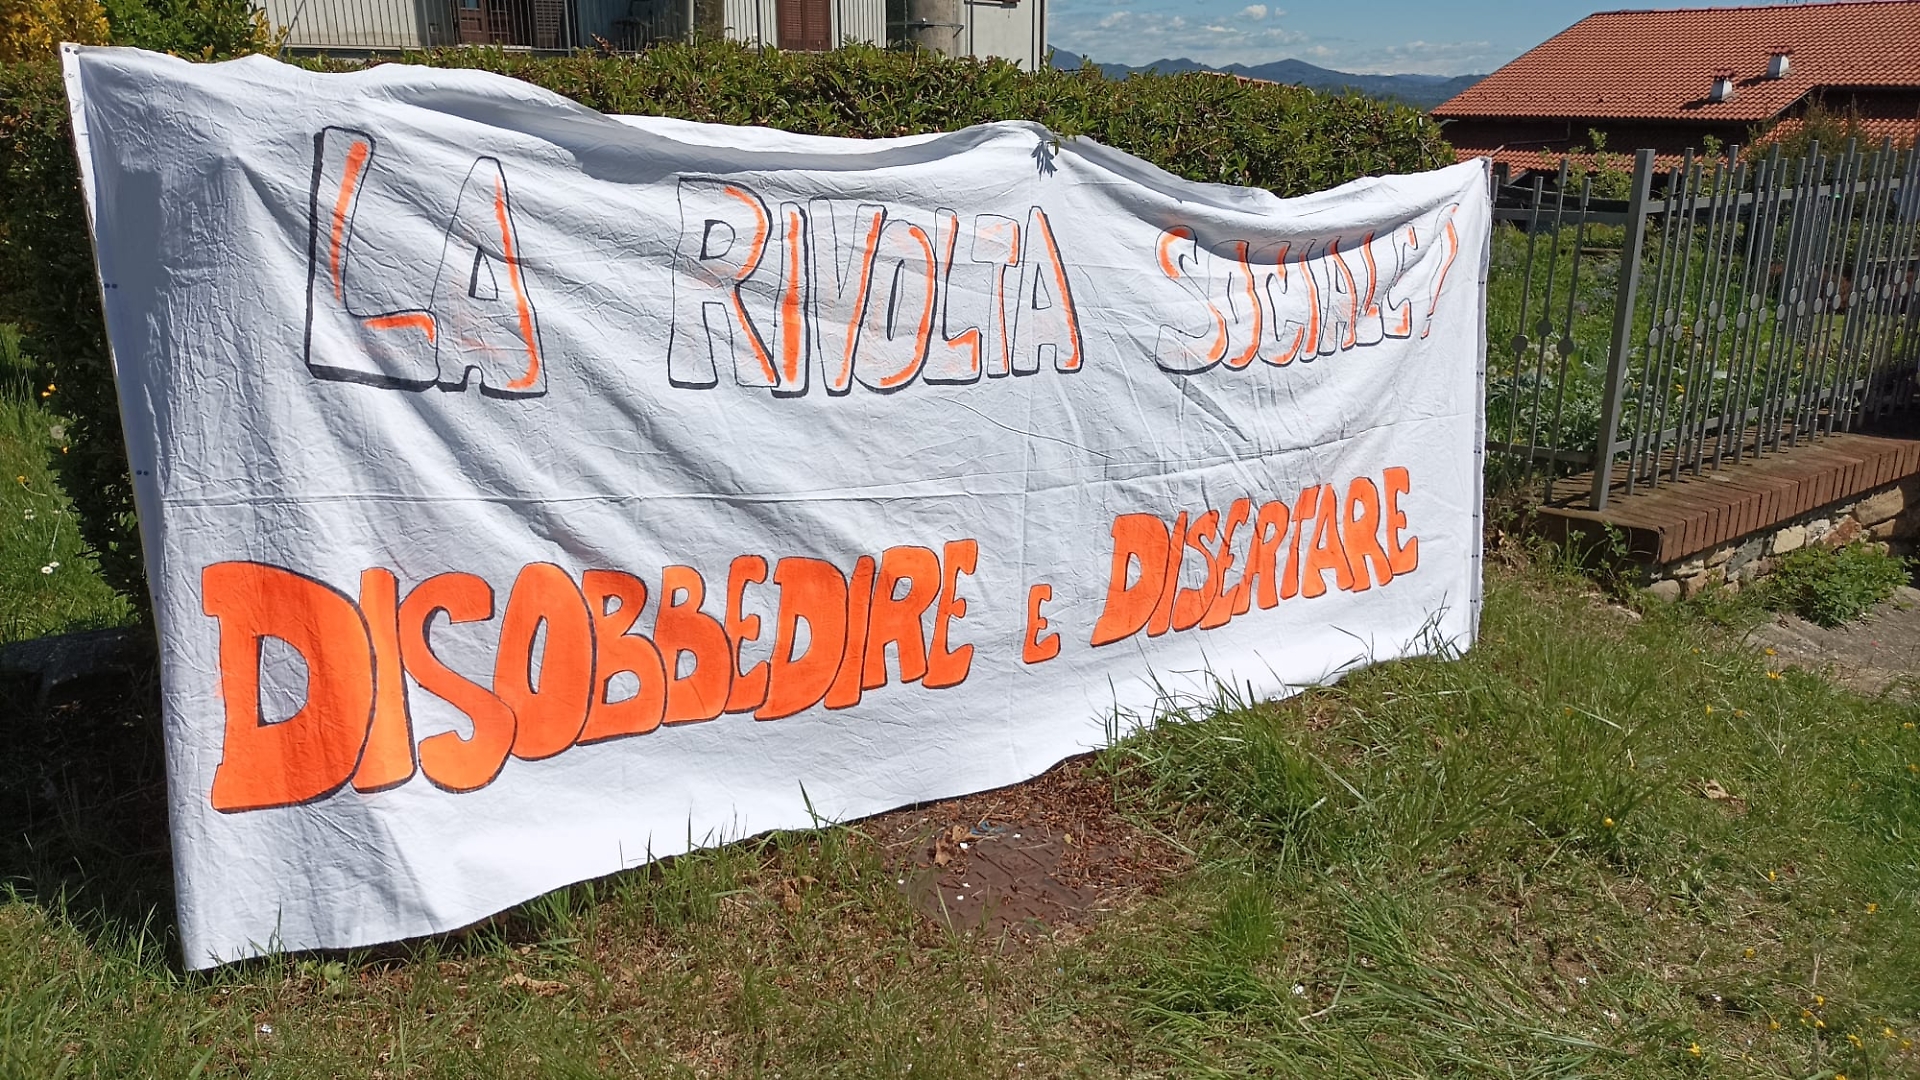 LA RIVOLTA SOCIALE!
DISOBBEDIRE E DISERTARE